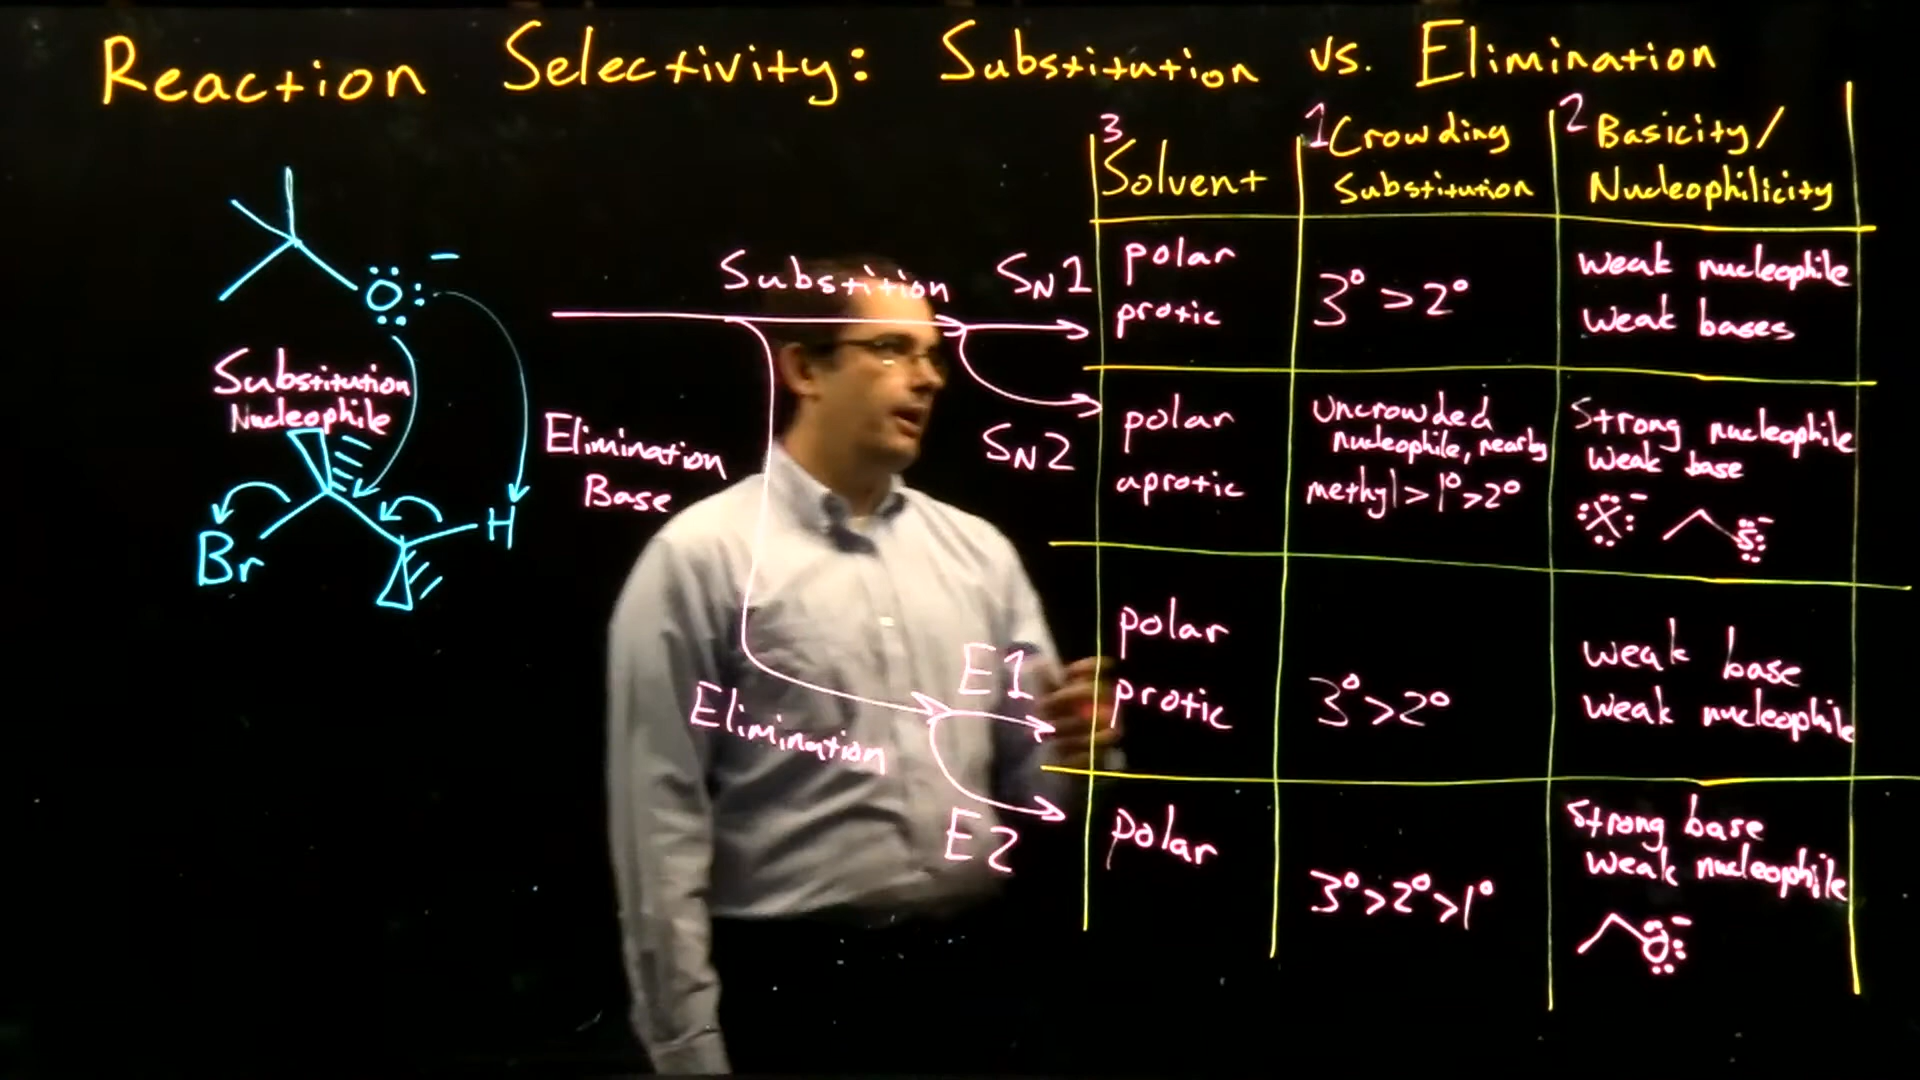 Reaction Selectivity: Substitution vs. Elimination
3 Solvent
1 Crowding
Substitution
2 Basicity/
Nucleophilicity
O
-
Substitution
Nucleophile
Br
H
Elimination
Base
Substition
Elimination
SN1
polar
protic
3° > 2°
weak nucleophile
weak bases
SN2
polar
aprotic
Uncrowded
nucleophile, nearby
methyl > 1° > 2°
Strong nucleophile
weak base
:X:- S-
E1
polar
protic
3° > 2°
weak base
weak nucleophile
E2
polar
3° > 2° > 1°
Strong base
weak nucleophile
O-